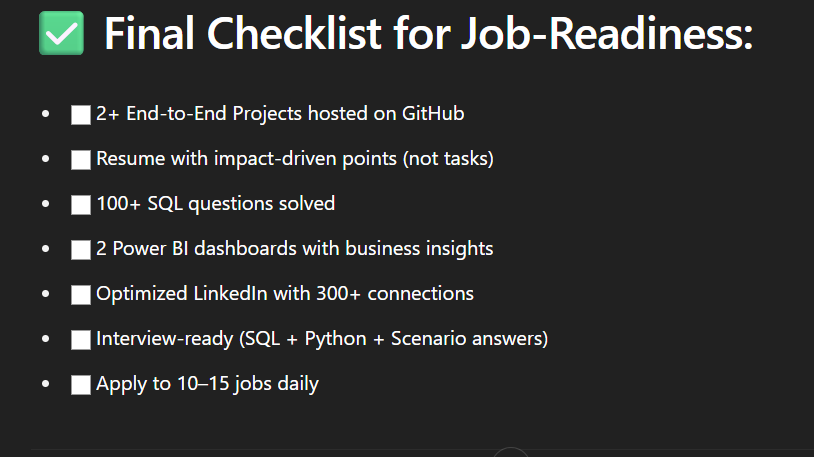 ✅ Final Checklist for Job-Readiness:
• ☐ 2+ End-to-End Projects hosted on GitHub
• ☐ Resume with impact-driven points (not tasks)
• ☐ 100+ SQL questions solved
• ☐ 2 Power BI dashboards with business insights
• ☐ Optimized LinkedIn with 300+ connections
• ☐ Interview-ready (SQL + Python + Scenario answers)
• ☐ Apply to 10–15 jobs daily